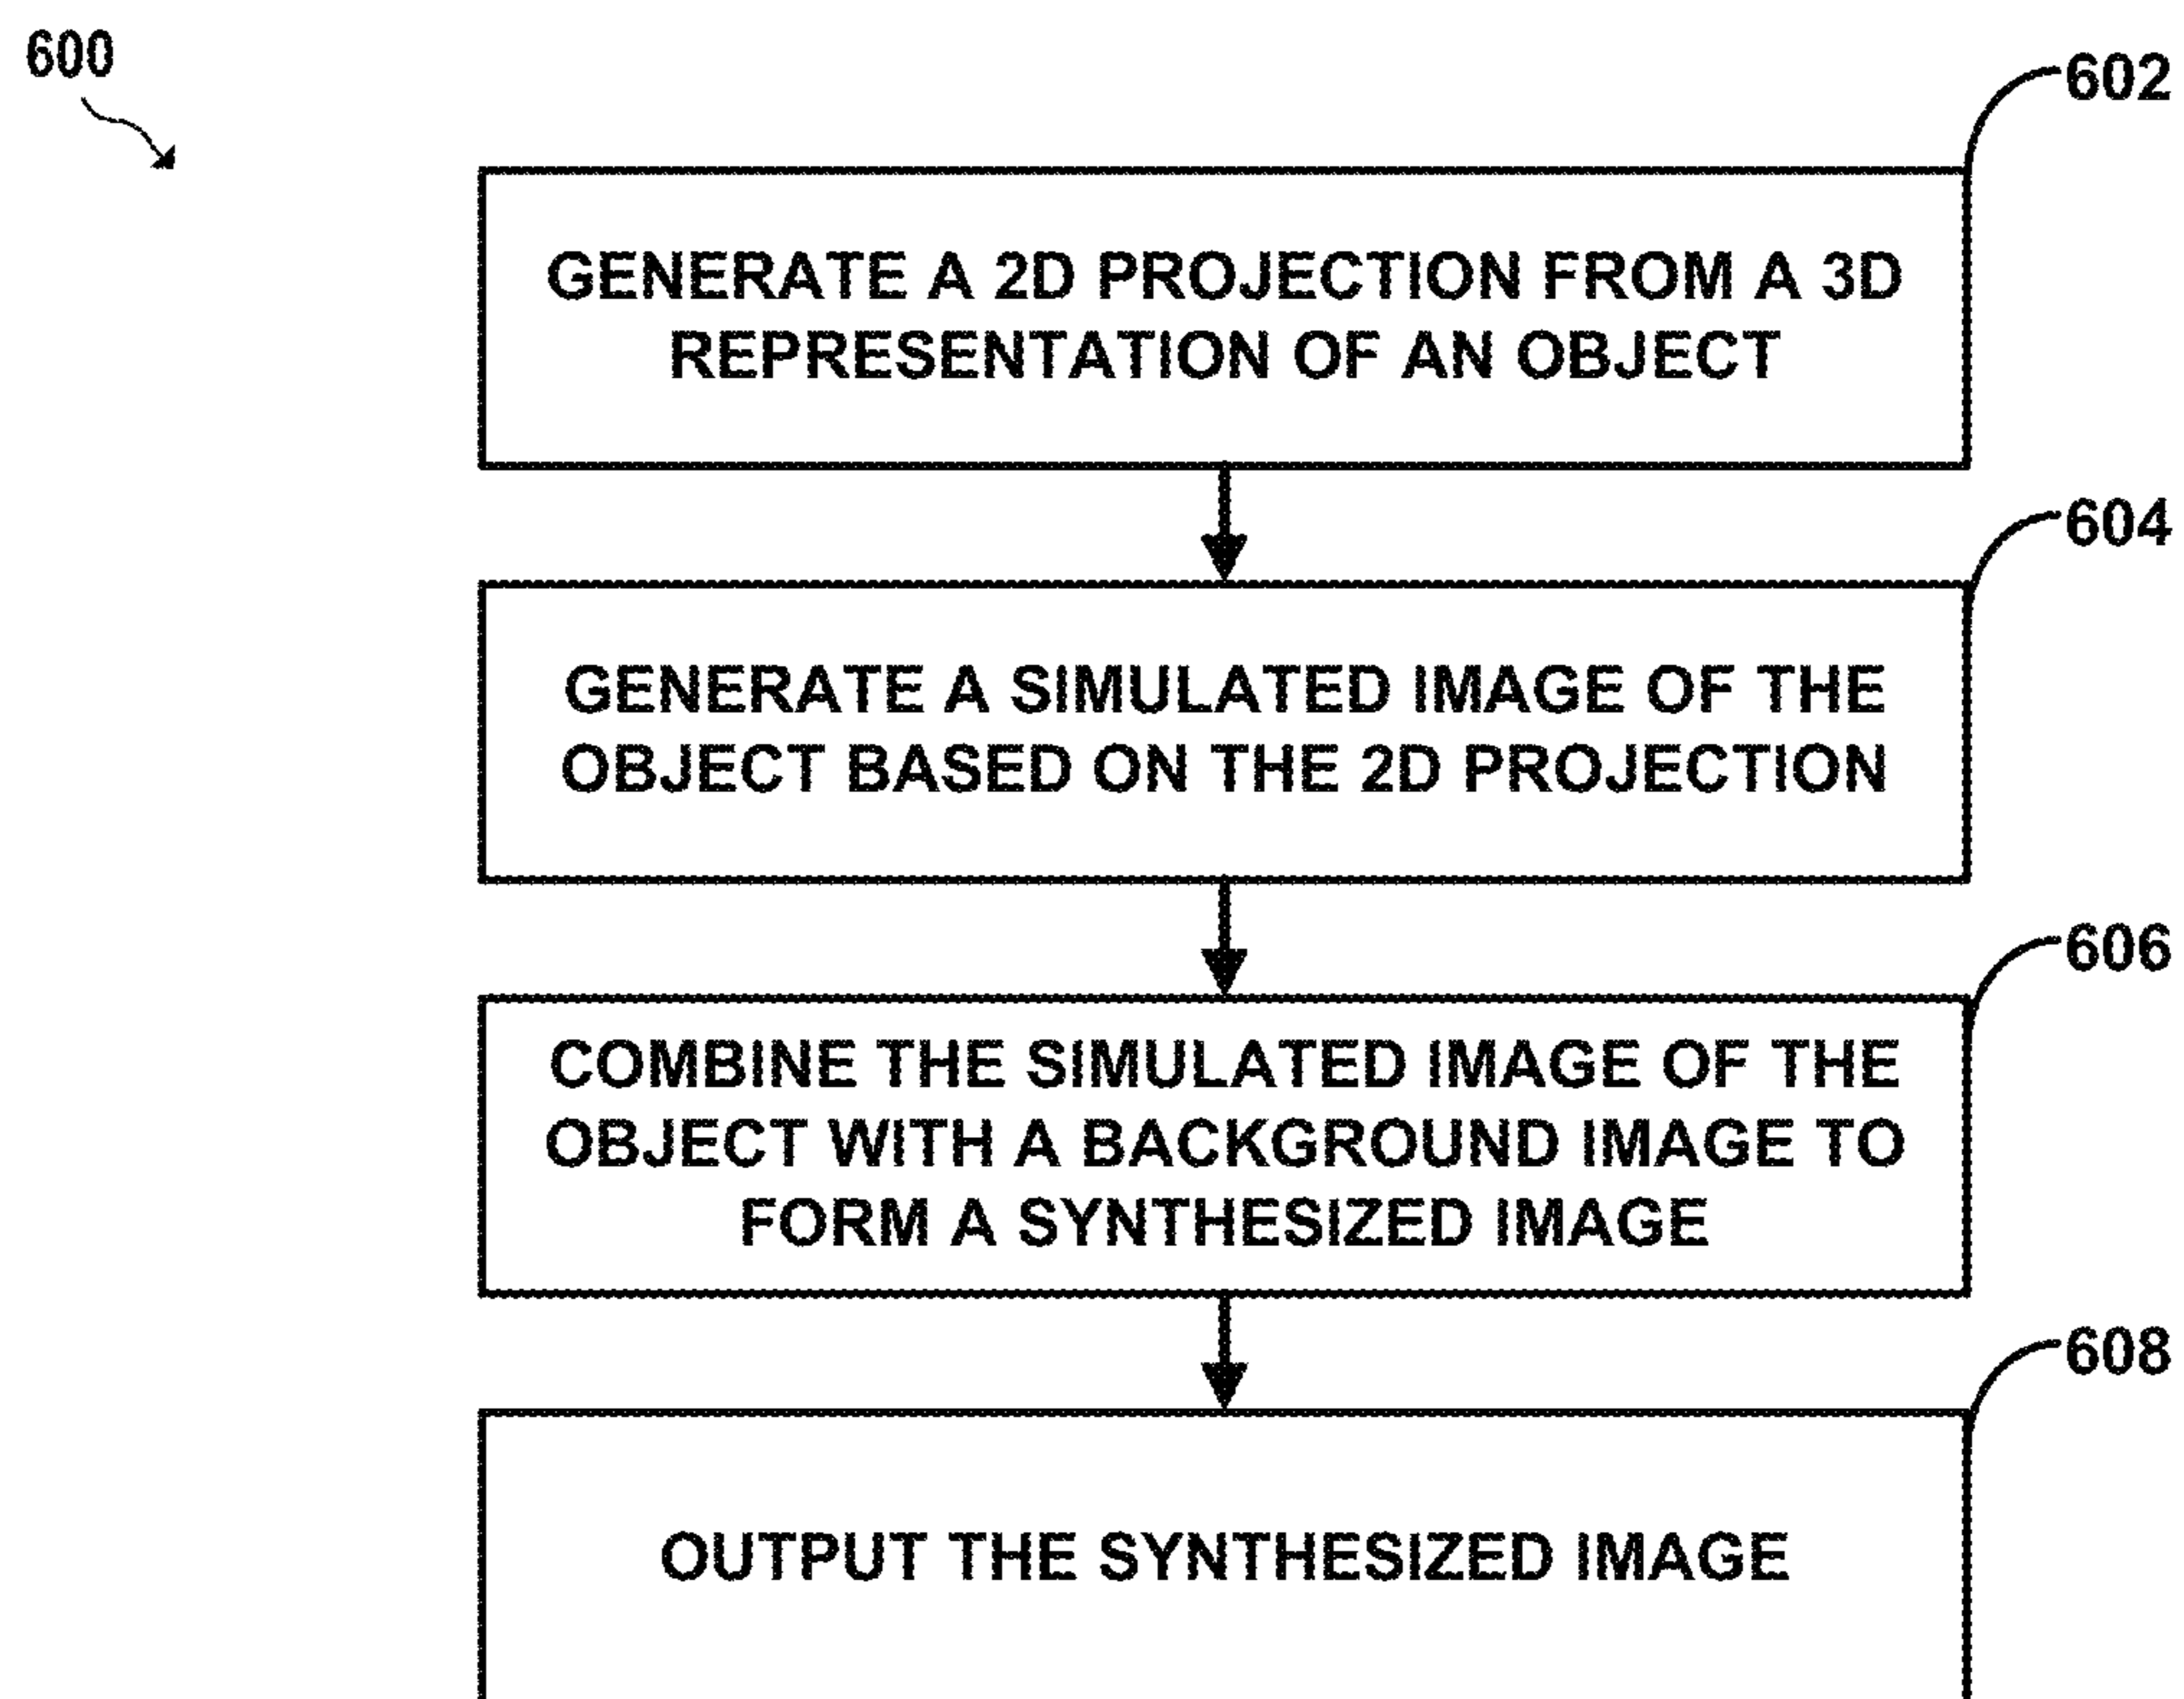 600
602
GENERATE A 2D PROJECTION FROM A 3D
REPRESENTATION OF AN OBJECT
604
GENERATE A SIMULATED IMAGE OF THE
OBJECT BASED ON THE 2D PROJECTION
606
COMBINE THE SIMULATED IMAGE OF THE
OBJECT WITH A BACKGROUND IMAGE TO
FORM A SYNTHESIZED IMAGE
608
OUTPUT THE SYNTHESIZED IMAGE